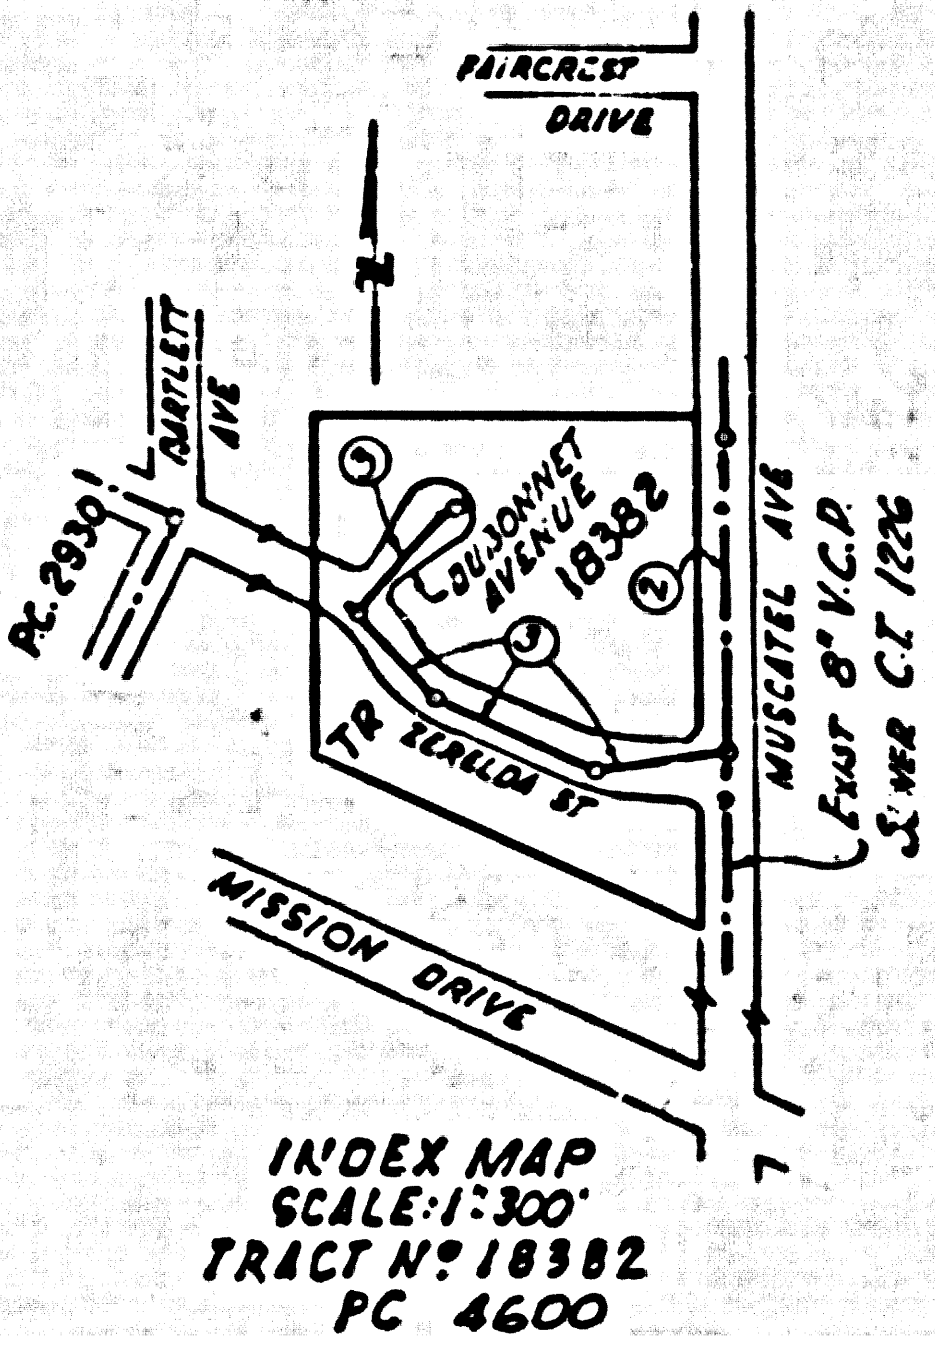 FAIRCREST
DRIVE
N
BARTLETT
AVE
PC. 2930
3
AVENUE
18382
2
3
TR
ZERELDA ST
MUSCATEL AVE
EXIST 8" V.C.P.
SEWER C.I. 1226
MISSION DRIVE
INDEX MAP
SCALE: 1"=300'
TRACT Nº 18382
PC 4600